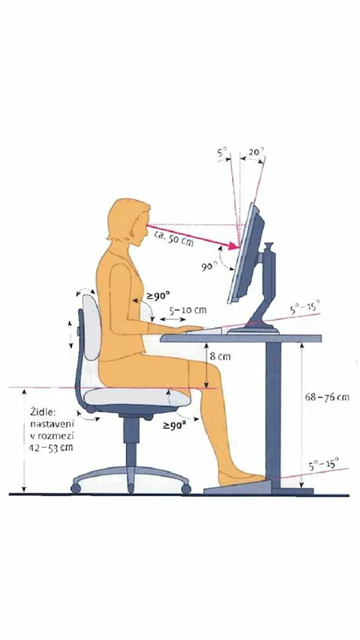 5° 20°
ca. 50 cm
90°
≥90°
5–10 cm
5°–15°
8 cm
68–76 cm
≥90°
Židle:
nastavení
v rozmezí
42–53 cm
5°–15°